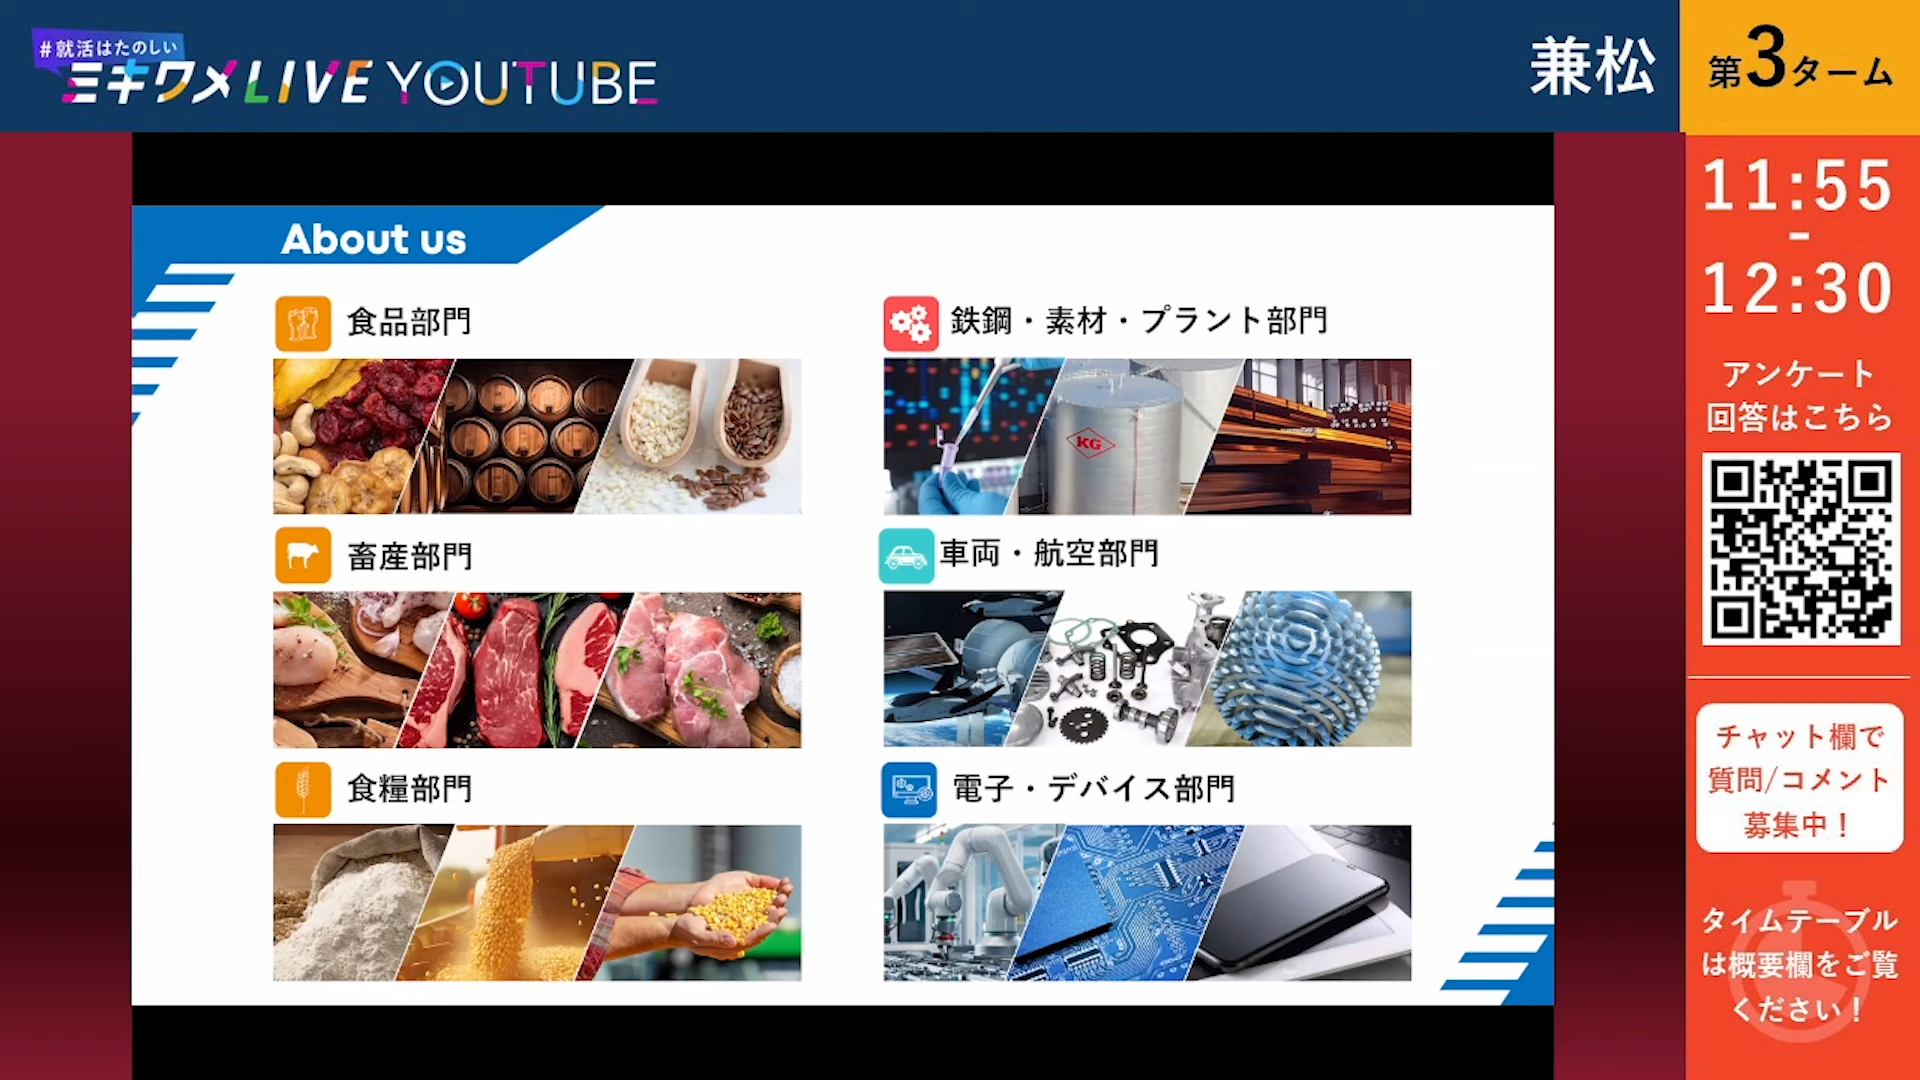 #就活はたのしい
ミキワメLIVE YOUTUBE
兼松
第3ターム
About us
食品部門
鉄鋼・素材・プラント部門
KG
畜産部門
車両・航空部門
食糧部門
電子・デバイス部門
11:55
-
12:30
アンケート
回答はこちら
チャット欄で
質問/コメント
募集中！
タイムテーブル
は概要欄をご覧
ください！